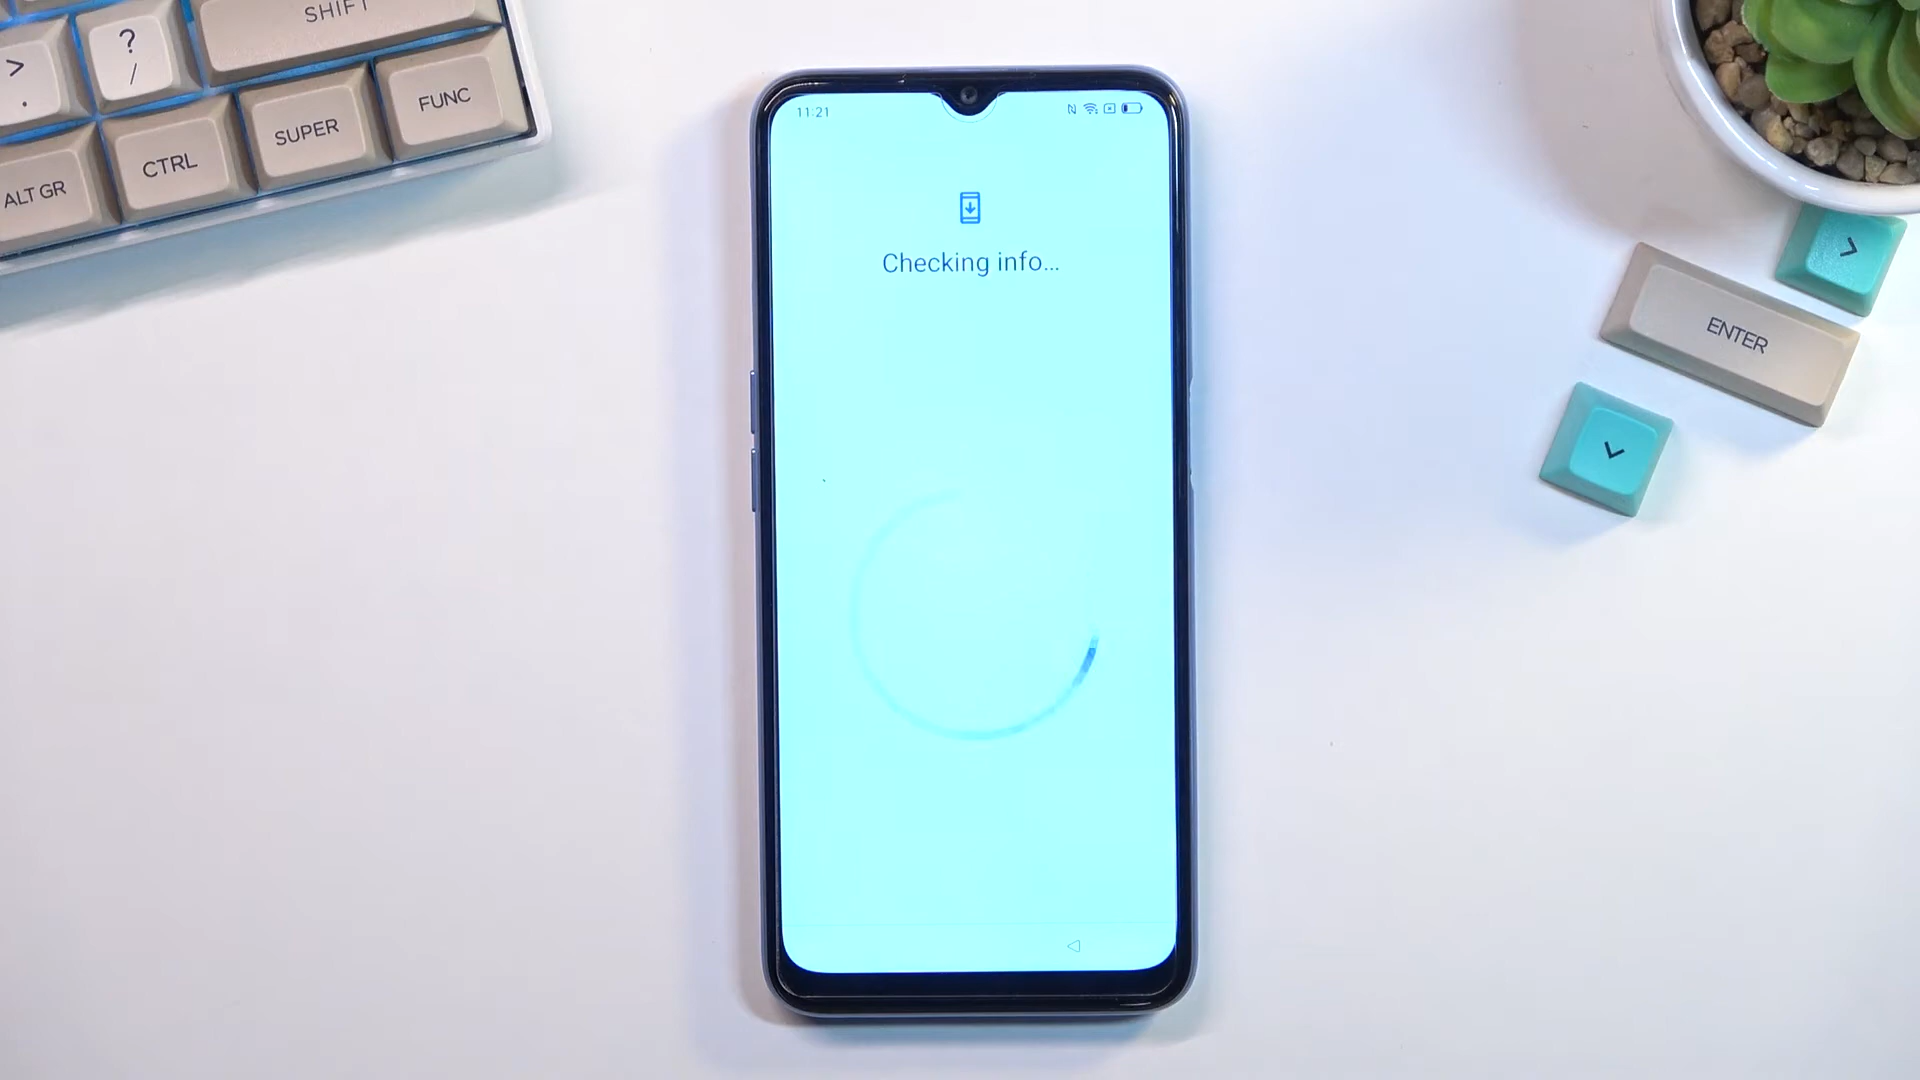 SHIFT
?
/
>
.
FUNC
SUPER
CTRL
ALT GR
11:21
Checking info...
>
ENTER